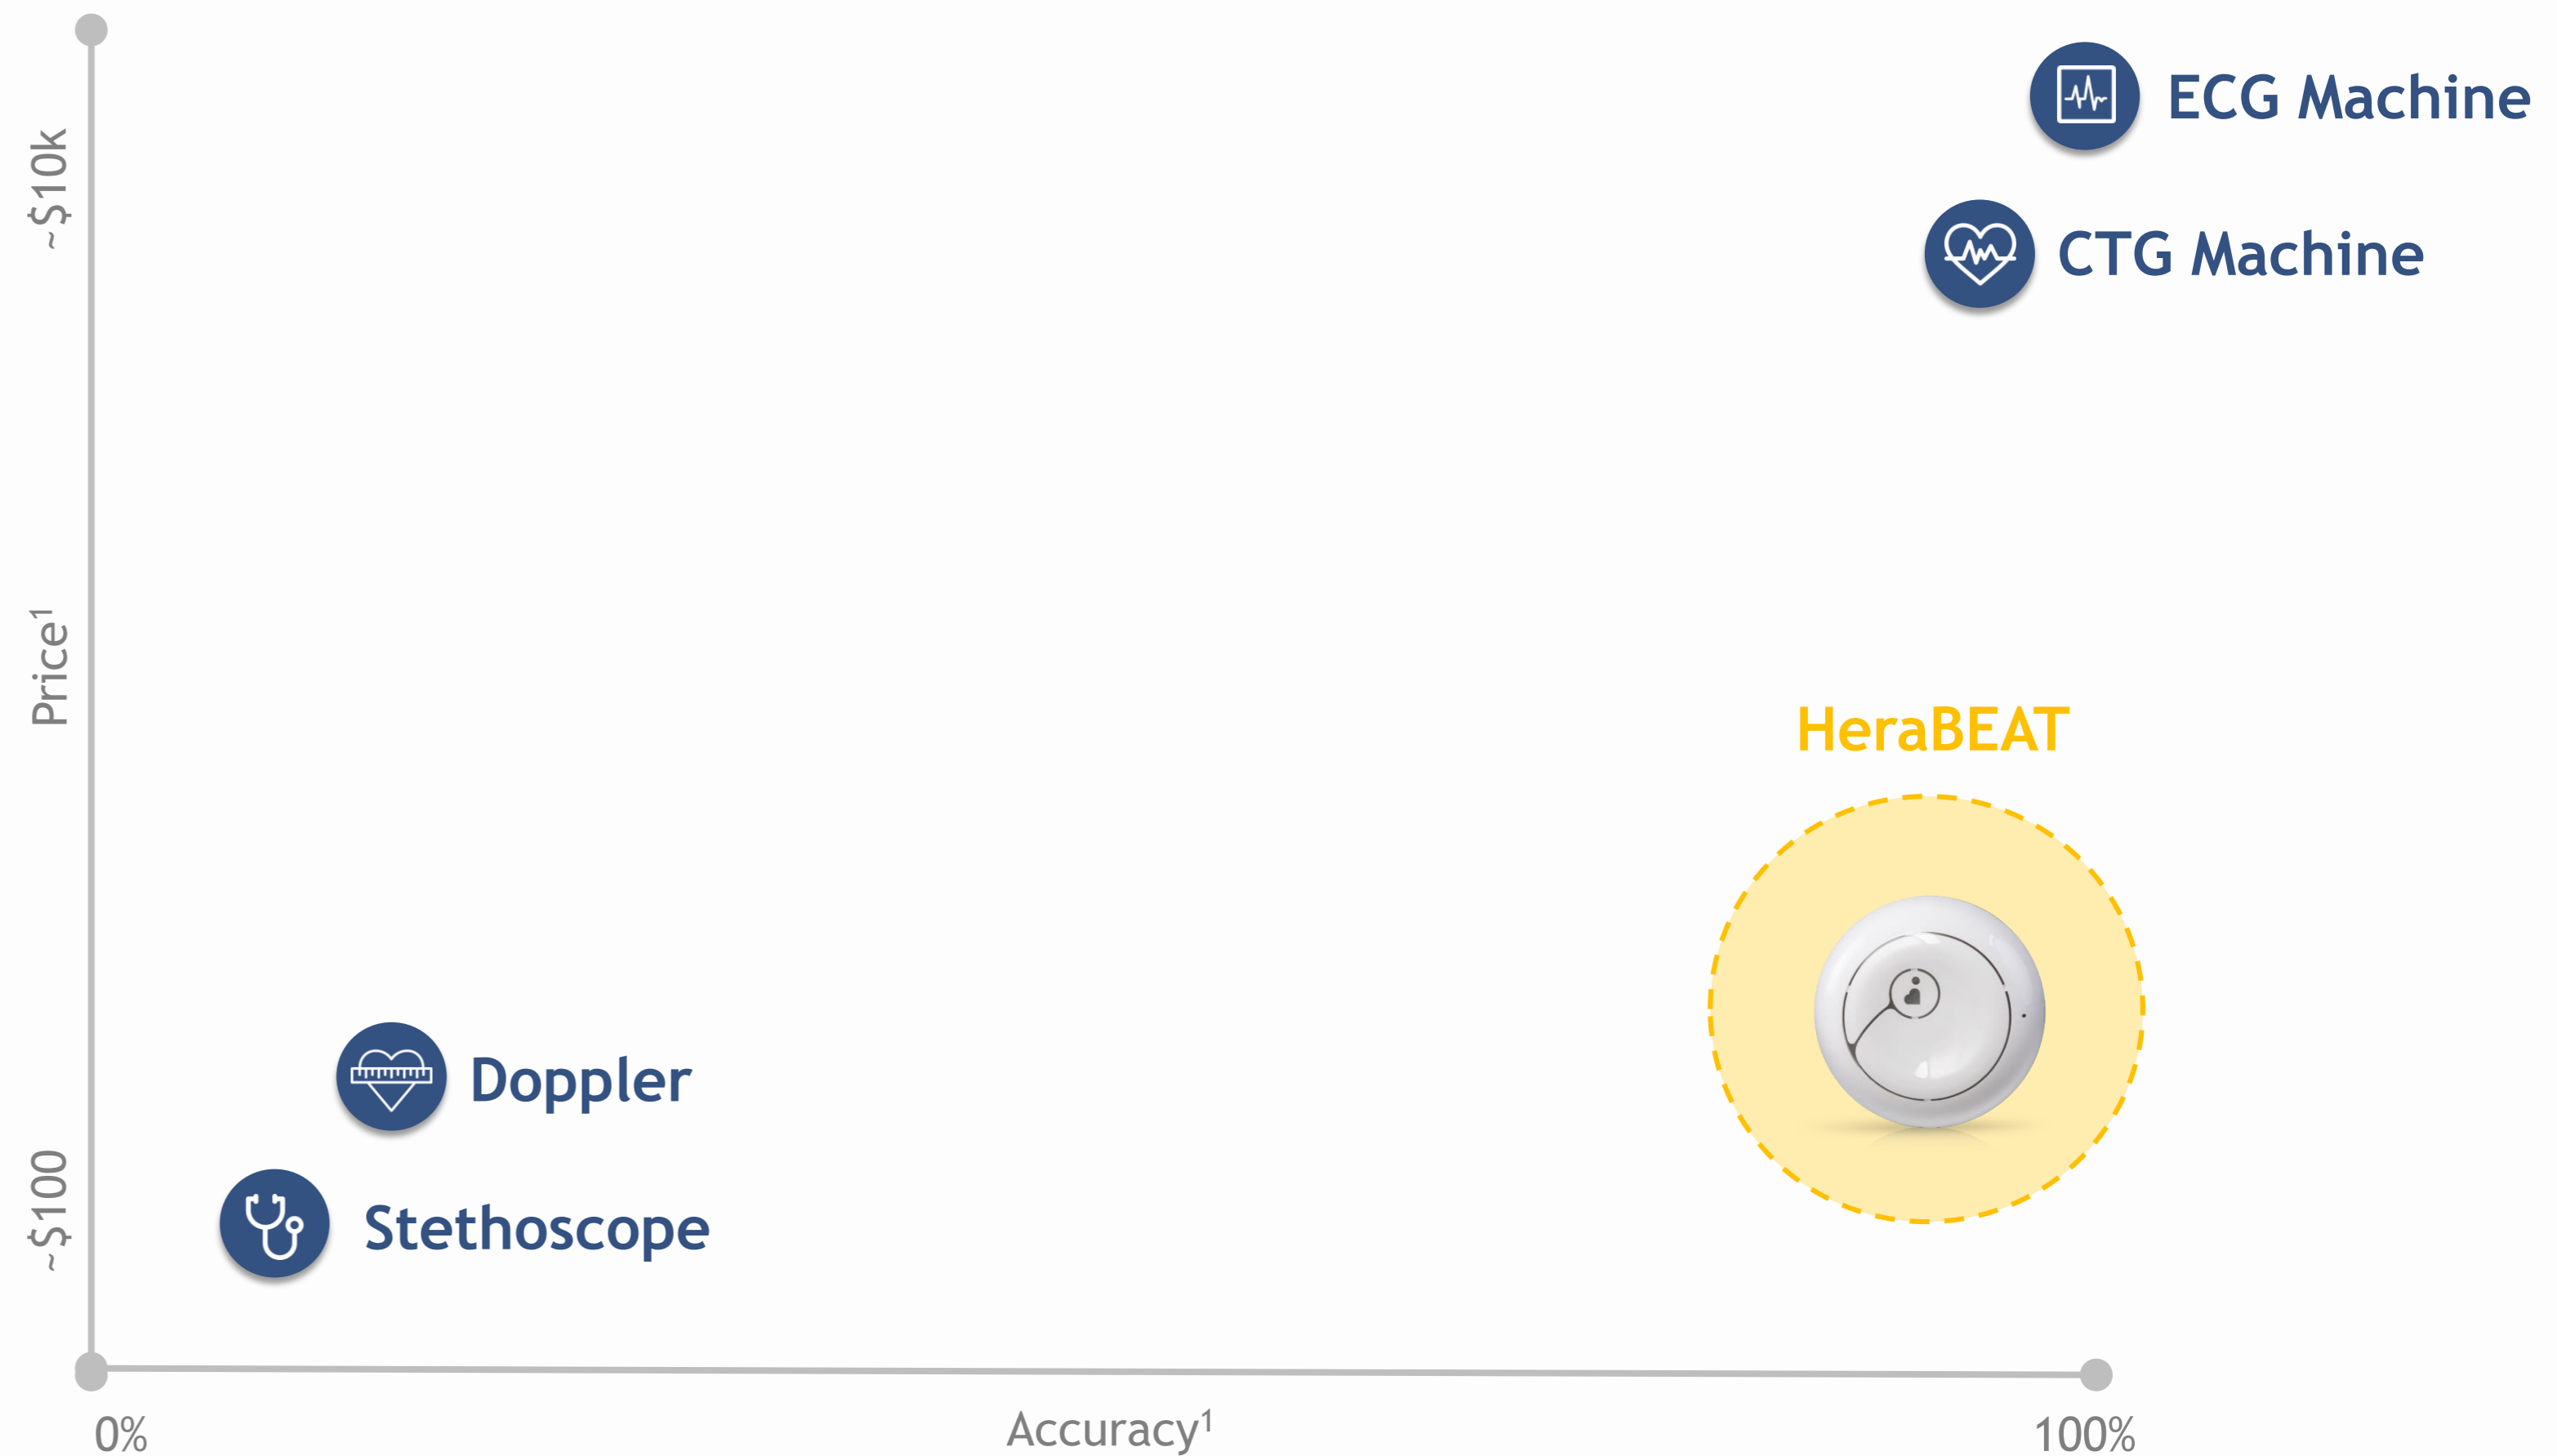 ECG Machine
~$10k
CTG Machine
Price¹
HeraBEAT
Doppler
~$100
Stethoscope
0%
Accuracy¹
100%